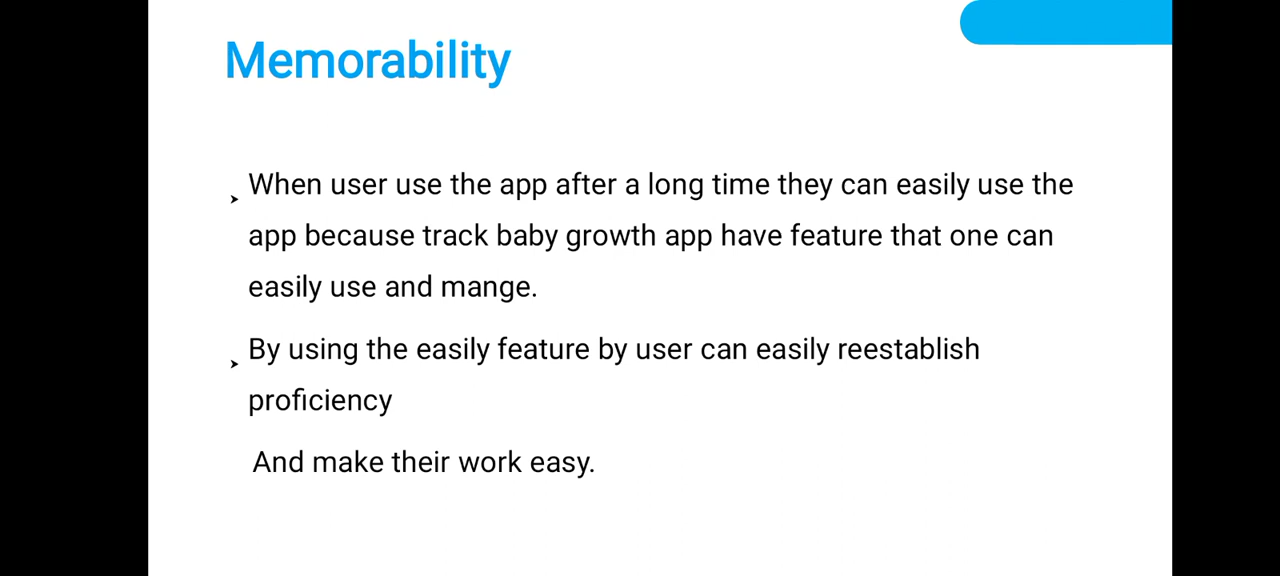 Memorability
When user use the app after a long time they can easily use the
app because track baby growth app have feature that one can
easily use and mange.
By using the easily feature by user can easily reestablish
proficiency
And make their work easy.